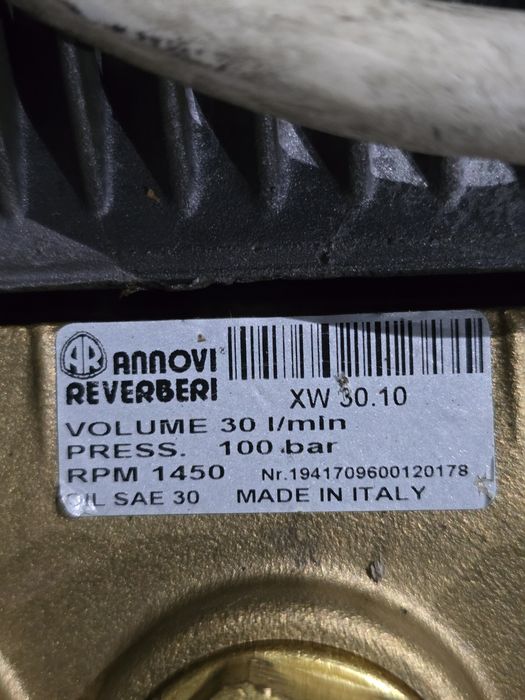 AR ANNOVI
REVERBERI
XW 30.10
VOLUME 30 l/min
PRESS. 100 bar
RPM 1450 Nr.1941709600120178
OIL SAE 30 MADE IN ITALY